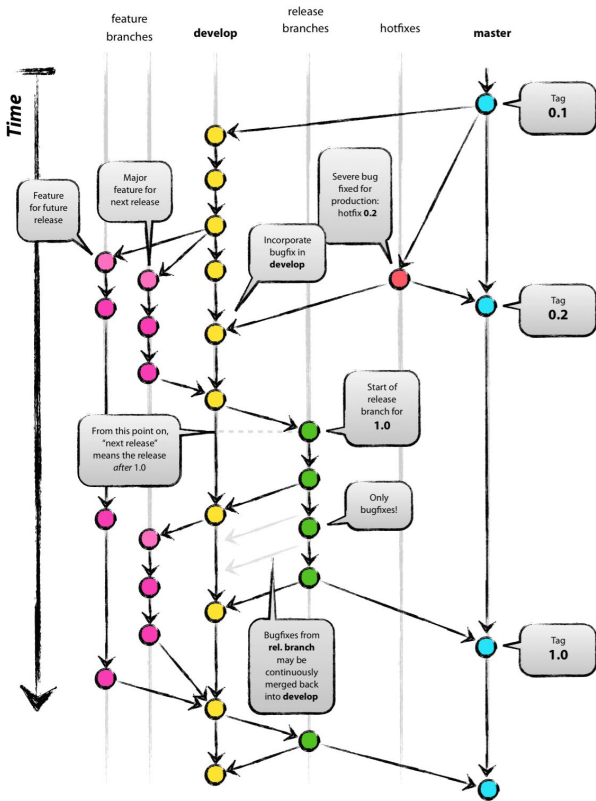 feature
branches
develop
release
branches
hotfixes
master
Time
Tag
0.1
Major
feature for
next release
Feature
for future
release
Severe bug
fixed for
production:
hotfix 0.2
Incorporate
bugfix in
develop
Tag
0.2
Start of
release
branch for
1.0
From this point on,
“next release”
means the release
after 1.0
Only
bugfixes!
Bugfixes from
rel. branch
may be
continuously
merged back
into develop
Tag
1.0